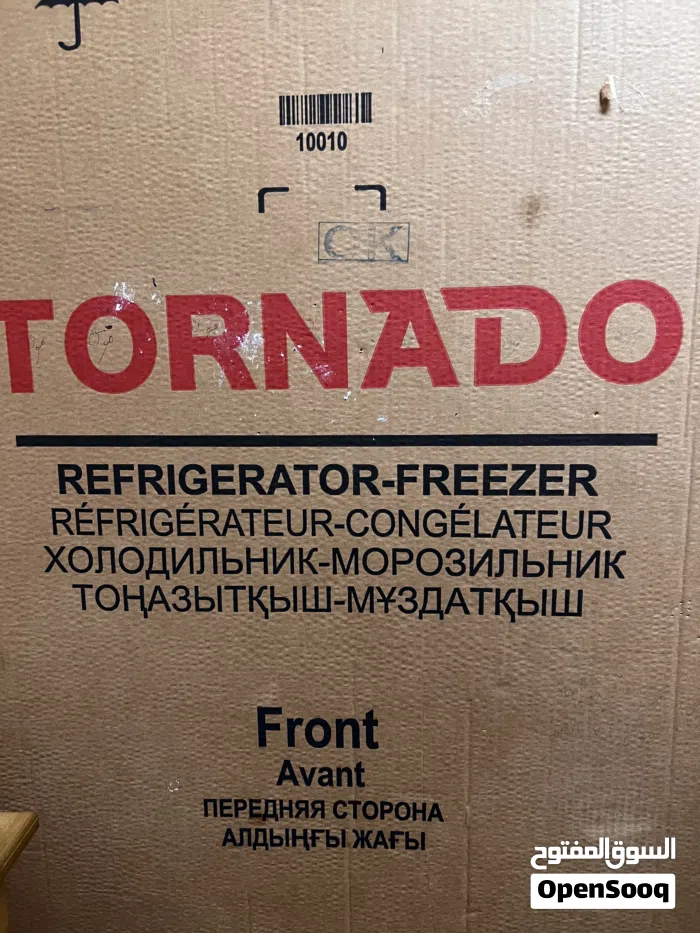 10010
CK
TORNADO
REFRIGERATOR-FREEZER
RÉFRIGÉRATEUR-CONGÉLATEUR
ХОЛОДИЛЬНИК-МОРОЗИЛЬНИК
ТОҢАЗЫТҚЫШ-МҰЗДАТҚЫШ
Front
Avant
ПЕРЕДНЯЯ СТОРОНА
АЛДЫҢҒЫ ЖАҒЫ
السوق المفتوح
OpenSooq